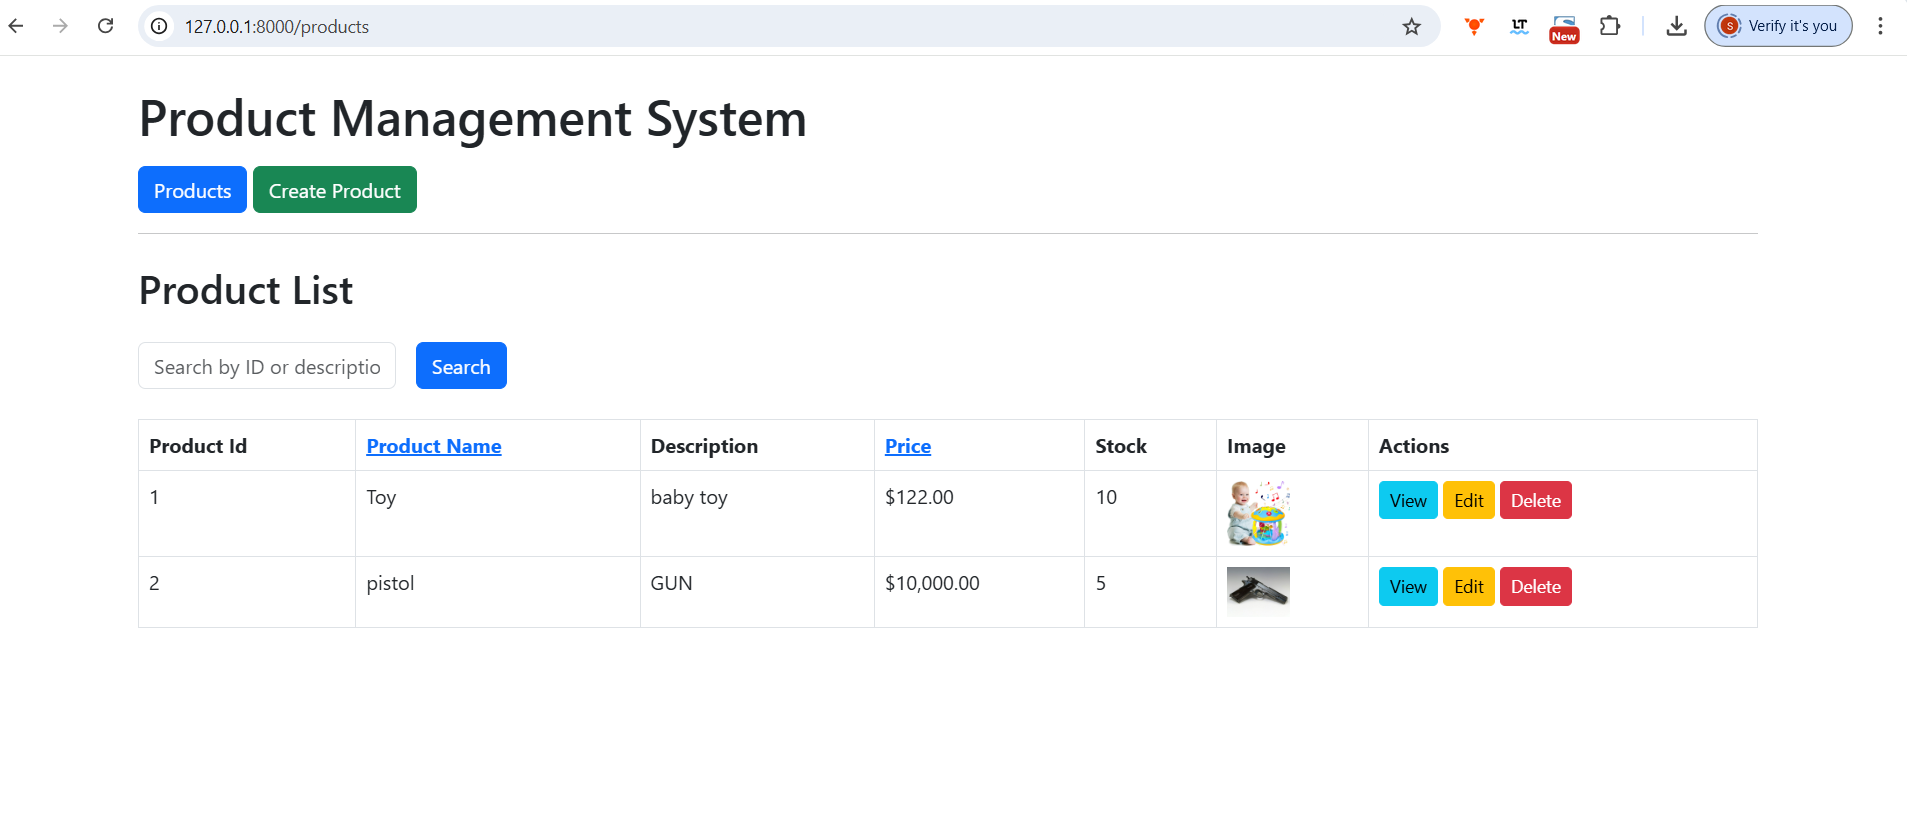 127.0.0.1:8000/products
LT
New
S
Verify it's you
Product Management System
Products Create Product
Product List
Search by ID or descriptio Search
Product Id Product Name Description Price Stock Image Actions
1 Toy baby toy $122.00 10 View Edit Delete
2 pistol GUN $10,000.00 5 View Edit Delete